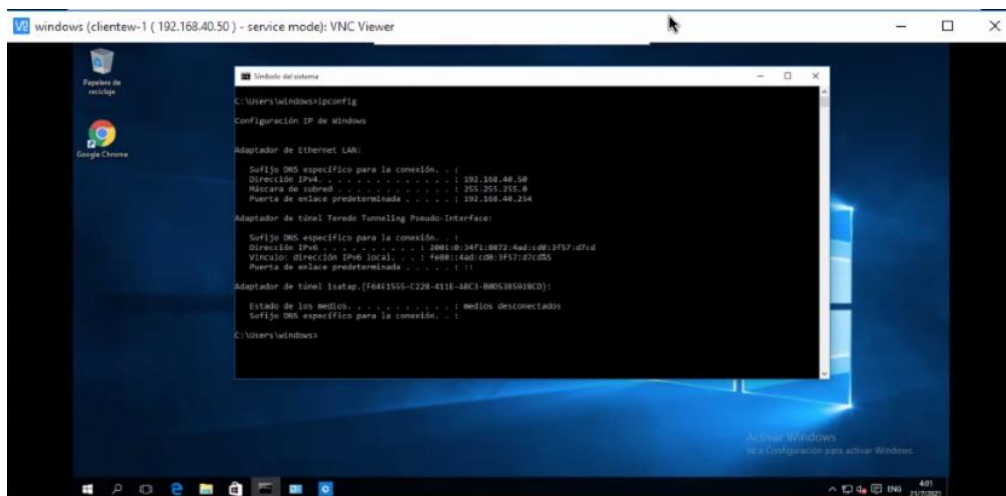 windows (clientew-1 ( 192.168.40.50 ) - service mode): VNC Viewer
Papelera de
reciclaje
Google Chrome
Símbolo del sistema
C:\Users\windows>ipconfig
Configuración IP de Windows
Adaptador de Ethernet LAN:
Sufijo DNS específico para la conexión. . :
Dirección IPv4. . . . . . . . . . . . . . : 192.168.40.50
Máscara de subred . . . . . . . . . . . . : 255.255.255.0
Puerta de enlace predeterminada . . . . . : 192.168.40.254
Adaptador de túnel Teredo Tunneling Pseudo-Interface:
Sufijo DNS específico para la conexión. . :
Dirección IPv6 . . . . . . . . . . : 2001:0:34f1:8072:4ad:cd0:3f57:d7cd
Vínculo: dirección IPv6 local. . . : fe80::4ad:cd0:3f57:d7cd%5
Puerta de enlace predeterminada . . . . . : ::
Adaptador de túnel isatap.
Estado de los medios. . . . . . . . . . . : medios desconectados
Sufijo DNS específico para la conexión. . :
C:\Users\windows>
Activar Windows
Ve a Configuración para activar Windows.
ENG
4:01
21/7/2021